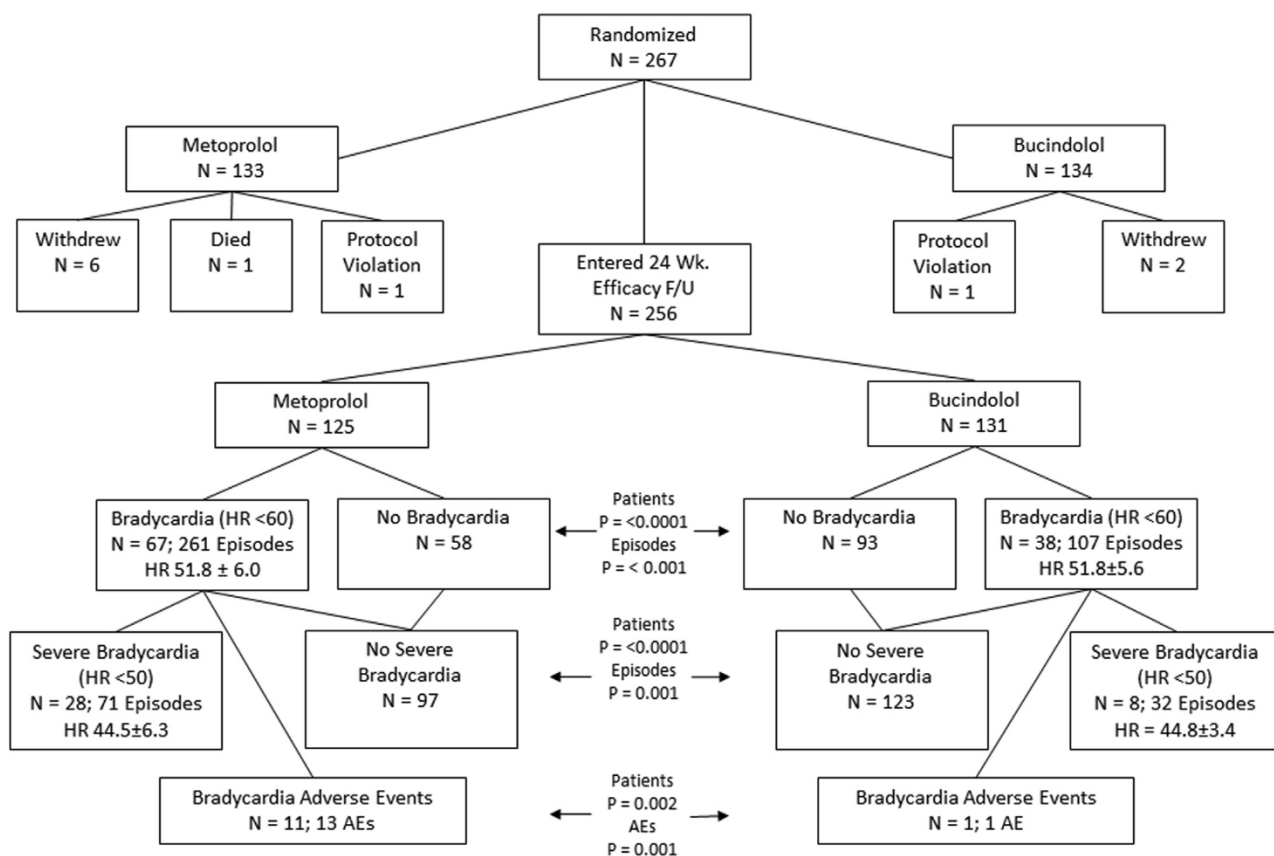 Randomized
N = 267
Metoprolol
N = 133
Bucindolol
N = 134
Withdrew
N = 6
Died
N = 1
Protocol
Violation
N = 1
Entered 24 Wk.
Efficacy F/U
N = 256
Protocol
Violation
N = 1
Withdrew
N = 2
Metoprolol
N = 125
Bucindolol
N = 131
Bradycardia (HR <60)
N = 67; 261 Episodes
HR 51.8 ± 6.0
No Bradycardia
N = 58
Patients
P = <0.0001
Episodes
P = < 0.001
No Bradycardia
N = 93
Bradycardia (HR <60)
N = 38; 107 Episodes
HR 51.8±5.6
Severe Bradycardia
(HR <50)
N = 28; 71 Episodes
HR 44.5±6.3
No Severe
Bradycardia
N = 97
Patients
P = <0.0001
Episodes
P = 0.001
No Severe
Bradycardia
N = 123
Severe Bradycardia
(HR <50)
N = 8; 32 Episodes
HR = 44.8±3.4
Bradycardia Adverse Events
N = 11; 13 AEs
Patients
P = 0.002
AEs
P = 0.001
Bradycardia Adverse Events
N = 1; 1 AE